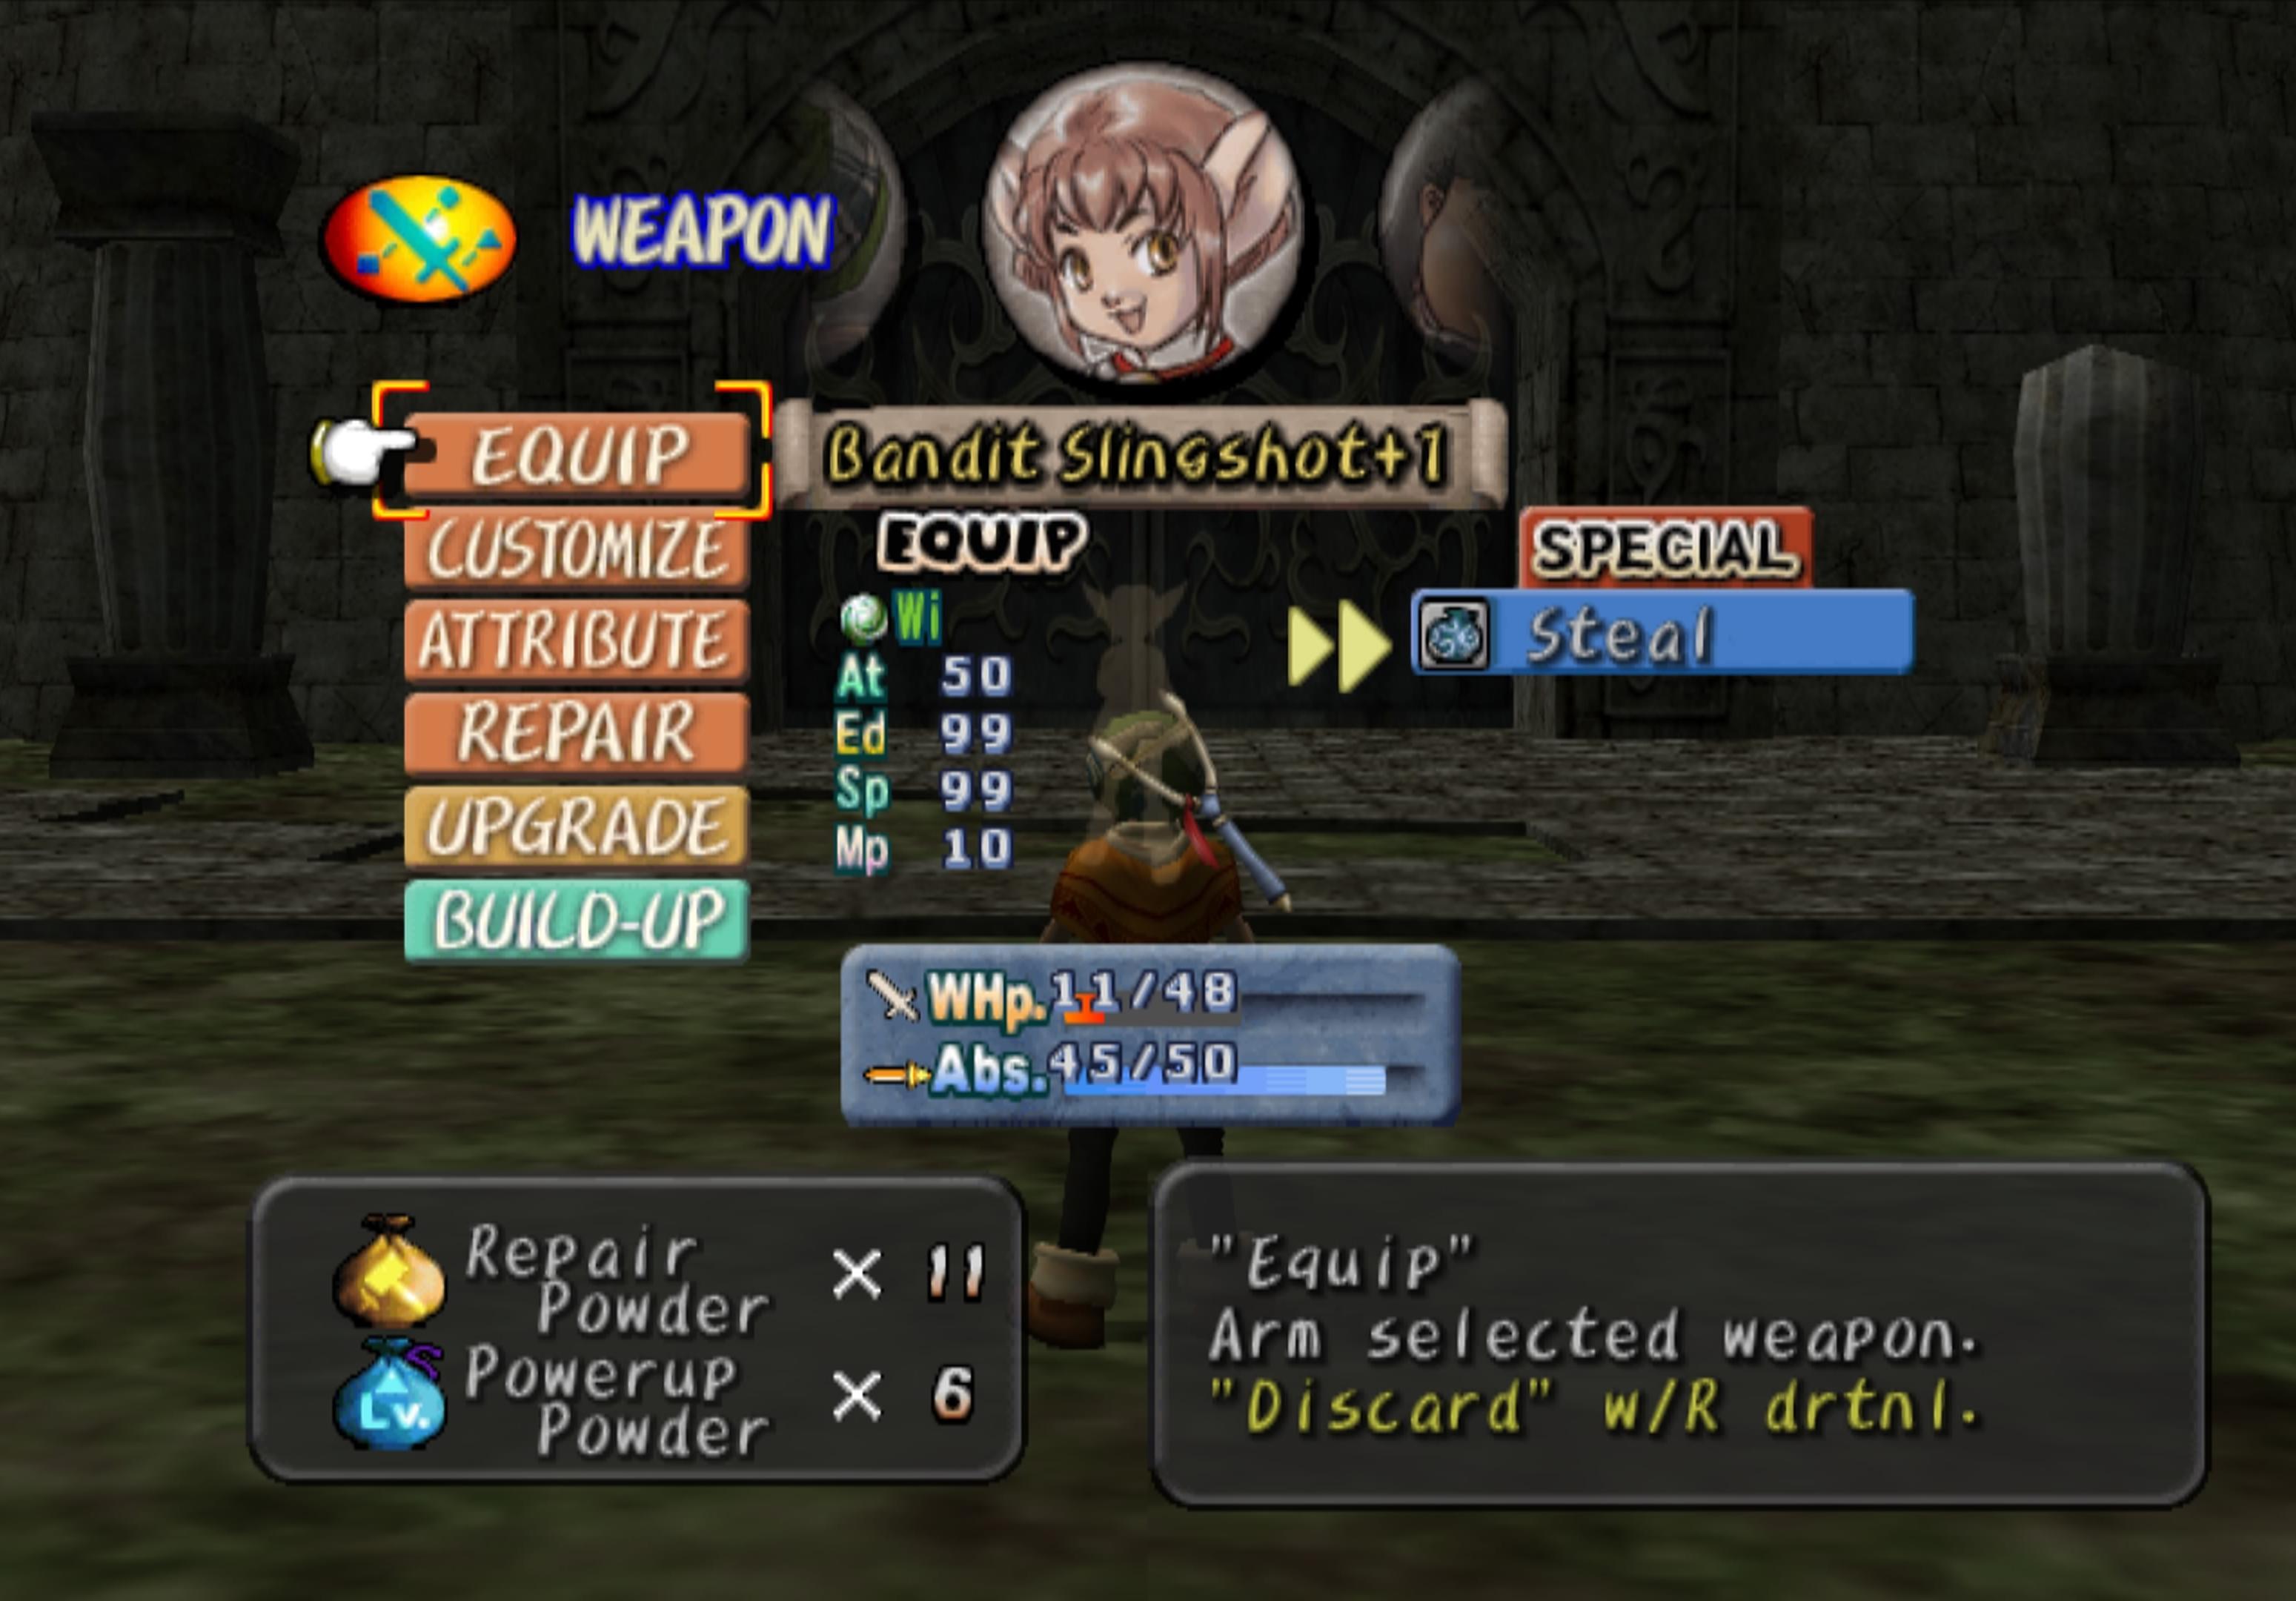 WEAPON
EQUIP
CUSTOMIZE
ATTRIBUTE
REPAIR
UPGRADE
BUILD-UP
Bandit Slingshot+1
EQUIP
Wi
At 50
Ed 99
Sp 99
Mp 10
SPECIAL
Steal
WHp. 11/48
Abs. 45/50
Repair
Powder × 11
Lv.
Powerup
Powder × 6
"Equip"
Arm selected weapon.
"Discard" w/R drtnl.